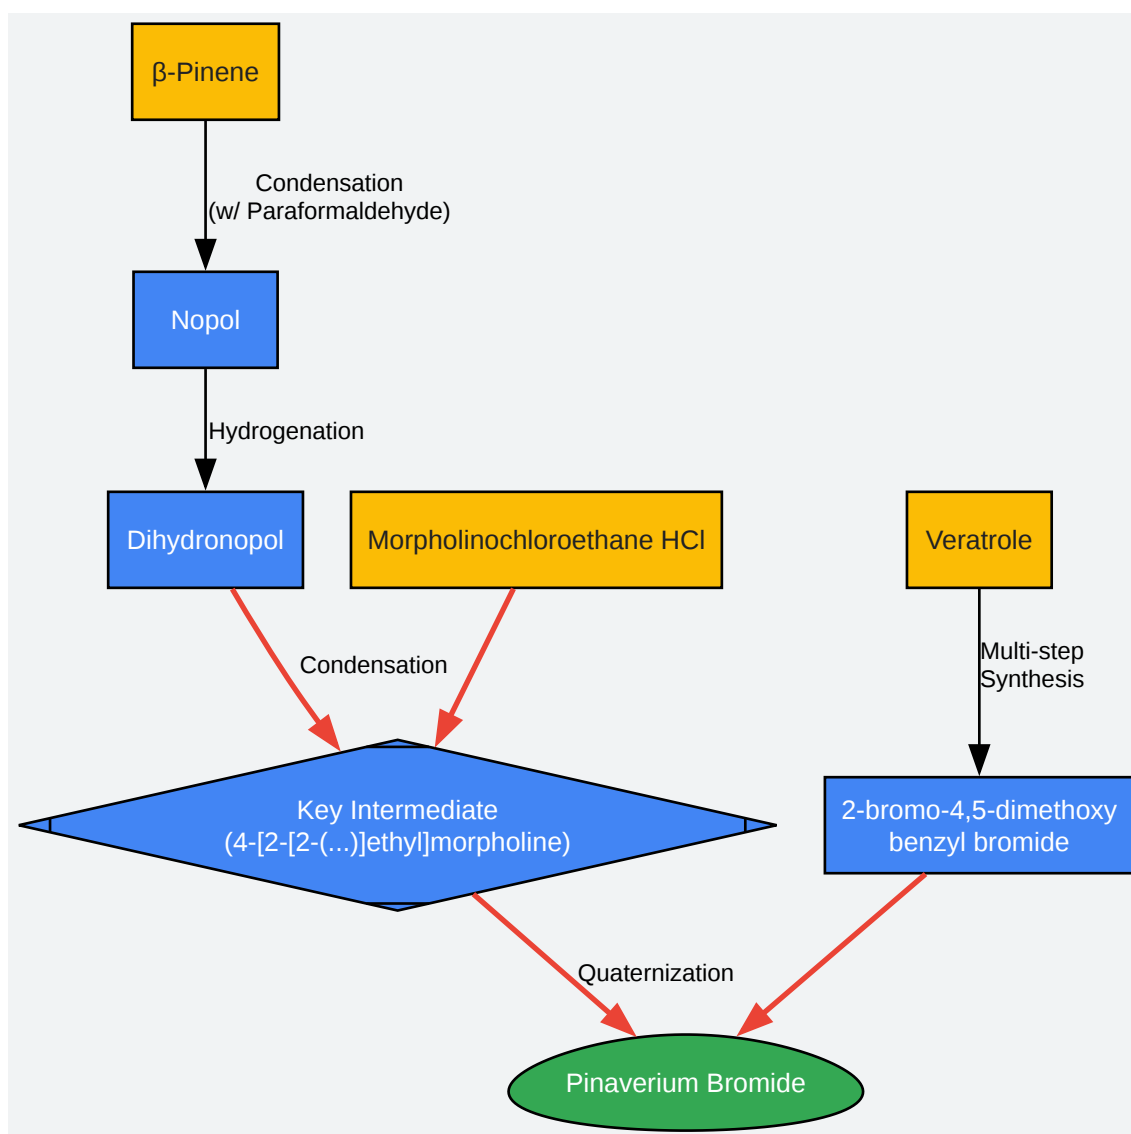 β-Pinene
Condensation
(w/ Paraformaldehyde)
Nopol
Hydrogenation
Dihydronopol
Morpholinochloroethane HCl
Veratrole
Condensation
Multi-step
Synthesis
Key Intermediate
(4-[2-[2-(...)]ethyl]morpholine)
2-bromo-4,5-dimethoxy
benzyl bromide
Quaternization
Pinaverium Bromide